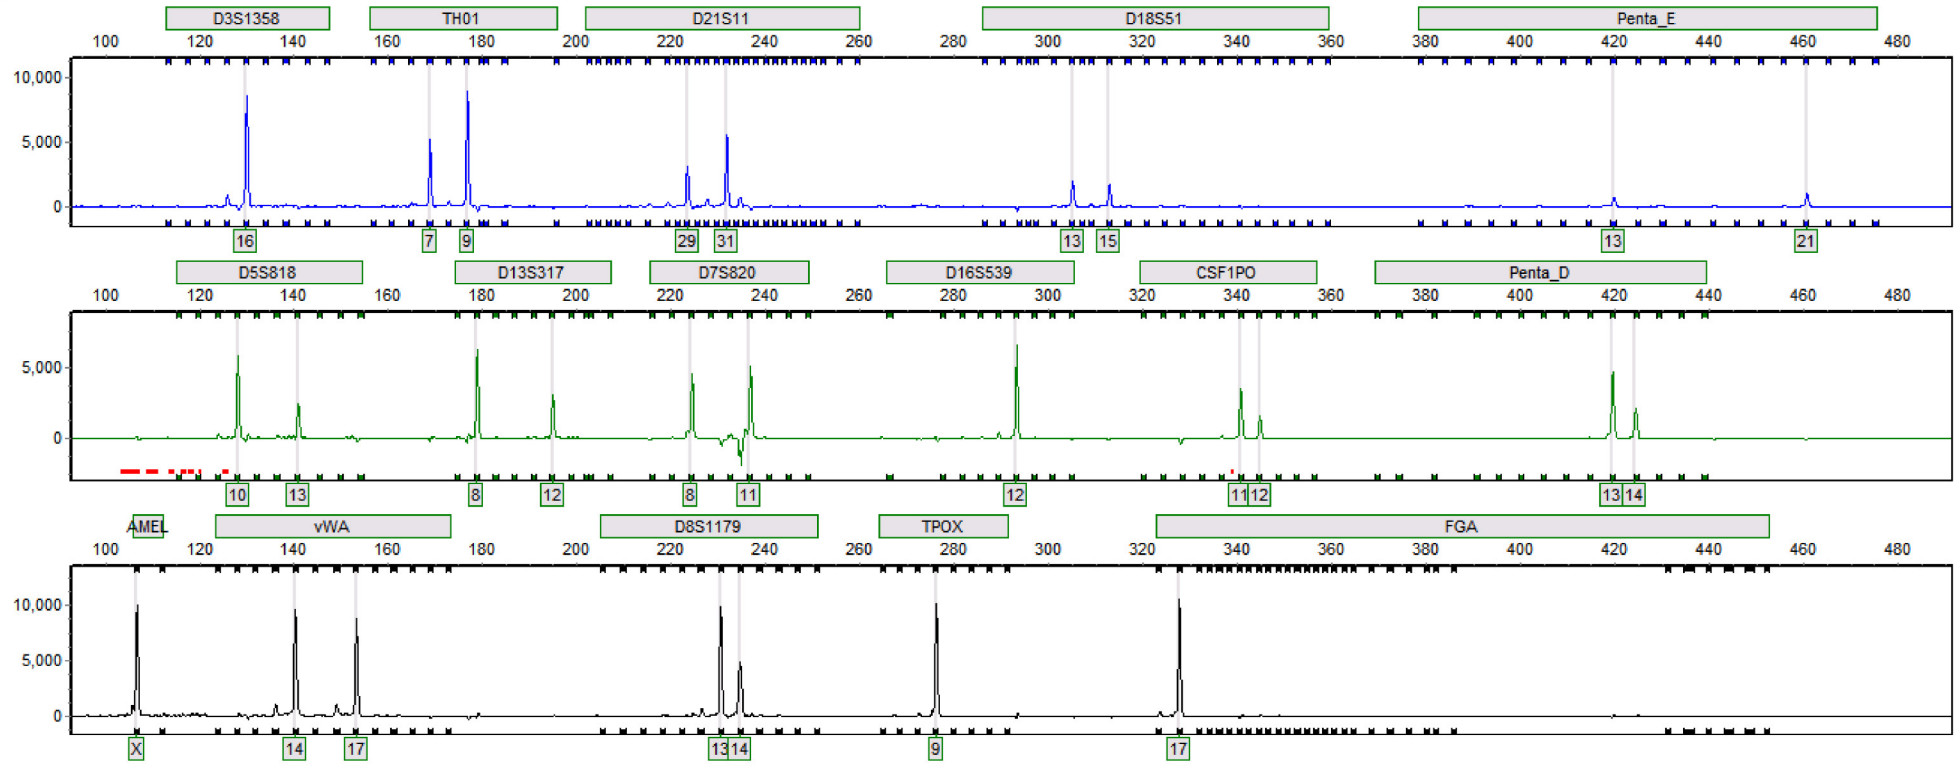 D3S1358 TH01 D21S11 D18S51 Penta_E
100 120 140 160 180 200 220 240 260 280 300 320 340 360 380 400 420 440 460 480
10,000
5,000
0
16 7 9 29 31 13 15 13 21
D5S818 D13S317 D7S820 D16S539 CSF1PO Penta_D
100 120 140 160 180 200 220 240 260 280 300 320 340 360 380 400 420 440 460 480
5,000
0
10 13 8 12 8 11 12 11 12 13 14
AMEL vWA D8S1179 TPOX FGA
100 120 140 160 180 200 220 240 260 280 300 320 340 360 380 400 420 440 460 480
10,000
5,000
0
X 14 17 13 14 9 17